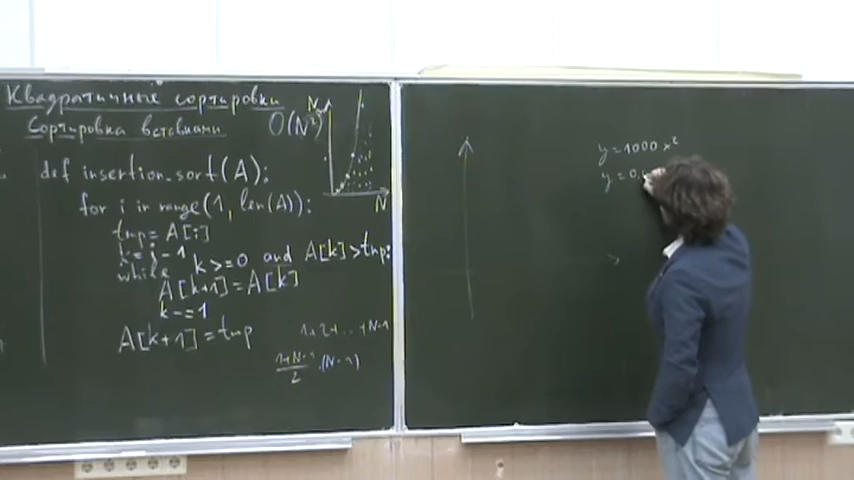 Квадратичные сортировки
Сортировка вставками
O(N²)
N
N
def insertion_sort(A):
for i in range(1, len(A)):
tmp = A[i]
k = i-1
while k >= 0 and A[k] > tmp:
A[k+1] = A[k]
k -= 1
A[k+1] = tmp
1+2+...+N-1
1+N-1/2 · (N-1)
y = 1000 x²
y = 0,